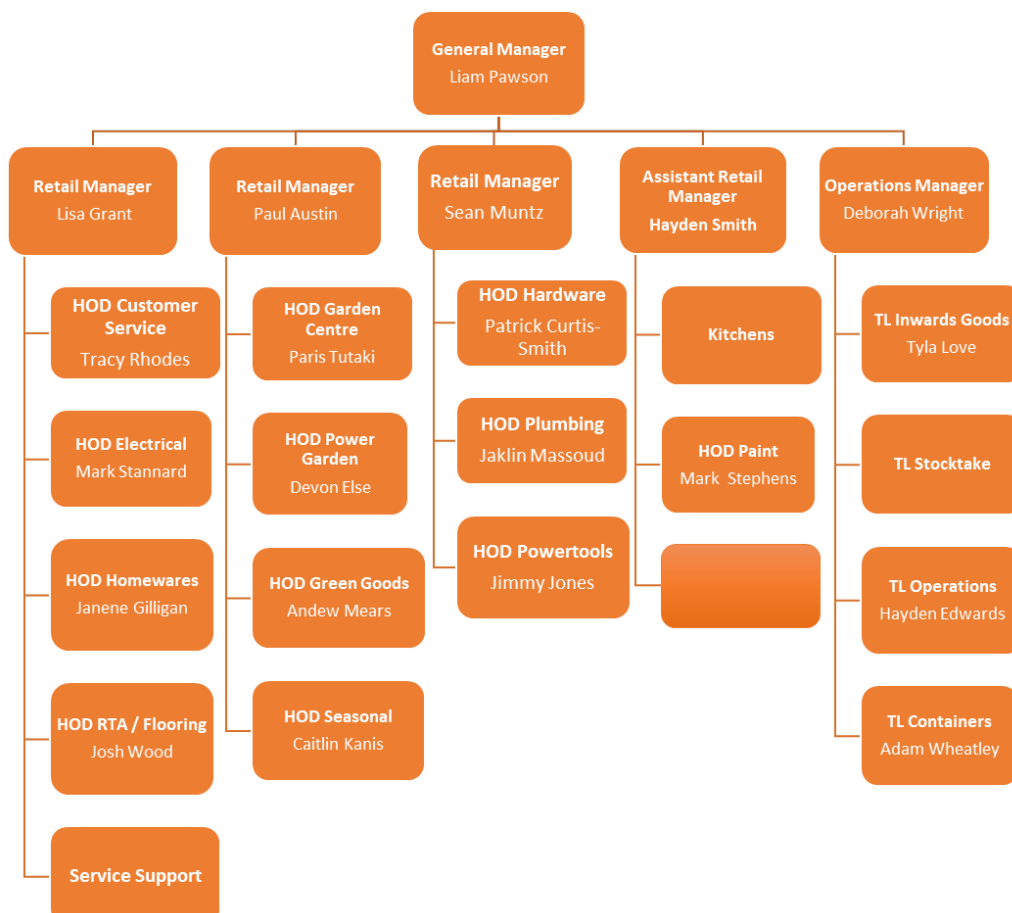 General Manager
Liam Pawson
Retail Manager
Lisa Grant
Retail Manager
Paul Austin
Retail Manager
Sean Muntz
Assistant Retail
Manager
Hayden Smith
Operations Manager
Deborah Wright
HOD Customer
Service
Tracy Rhodes
HOD Electrical
Mark Stannard
HOD Homewares
Janene Gilligan
HOD RTA / Flooring
Josh Wood
Service Support
HOD Garden
Centre
Paris Tutaki
HOD Power
Garden
Devon Else
HOD Green Goods
Andew Mears
HOD Seasonal
Caitlin Kanis
HOD Hardware
Patrick Curtis-
Smith
HOD Plumbing
Jaklin Massoud
HOD Powertools
Jimmy Jones
Kitchens
HOD Paint
Mark  Stephens
TL Inwards Goods
Tyla Love
TL Stocktake
TL Operations
Hayden Edwards
TL Containers
Adam Wheatley